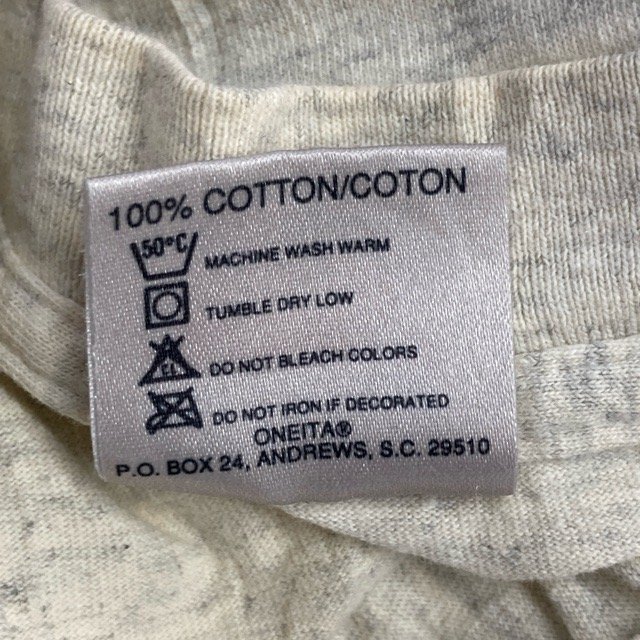 100% COTTON/COTON
50°C MACHINE WASH WARM
TUMBLE DRY LOW
CL DO NOT BLEACH COLORS
DO NOT IRON IF DECORATED
ONEITA®
P.O. BOX 24, ANDREWS, S.C. 29510